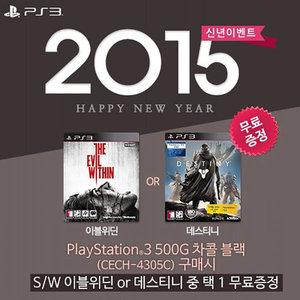 PS3
신년이벤트
2015
HAPPY NEW YEAR
무료
증정
PS3
THE
EVIL
WITHIN
PS3
DESTINY
이블위딘
OR
데스티니
PlayStation®3 500G 차콜 블랙
(CECH-4305C) 구매시
S/W 이블위딘 or 데스티니 중 택 1 무료증정